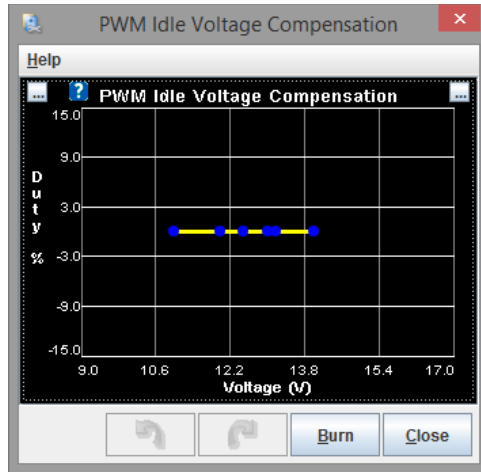 PWM Idle Voltage Compensation
×
Help
...
?
PWM Idle Voltage Compensation
...
15.0
9.0
3.0
-3.0
-9.0
-15.0
Duty %
9.0 10.6 12.2 13.8 15.4 17.0
Voltage (V)
Burn
Close